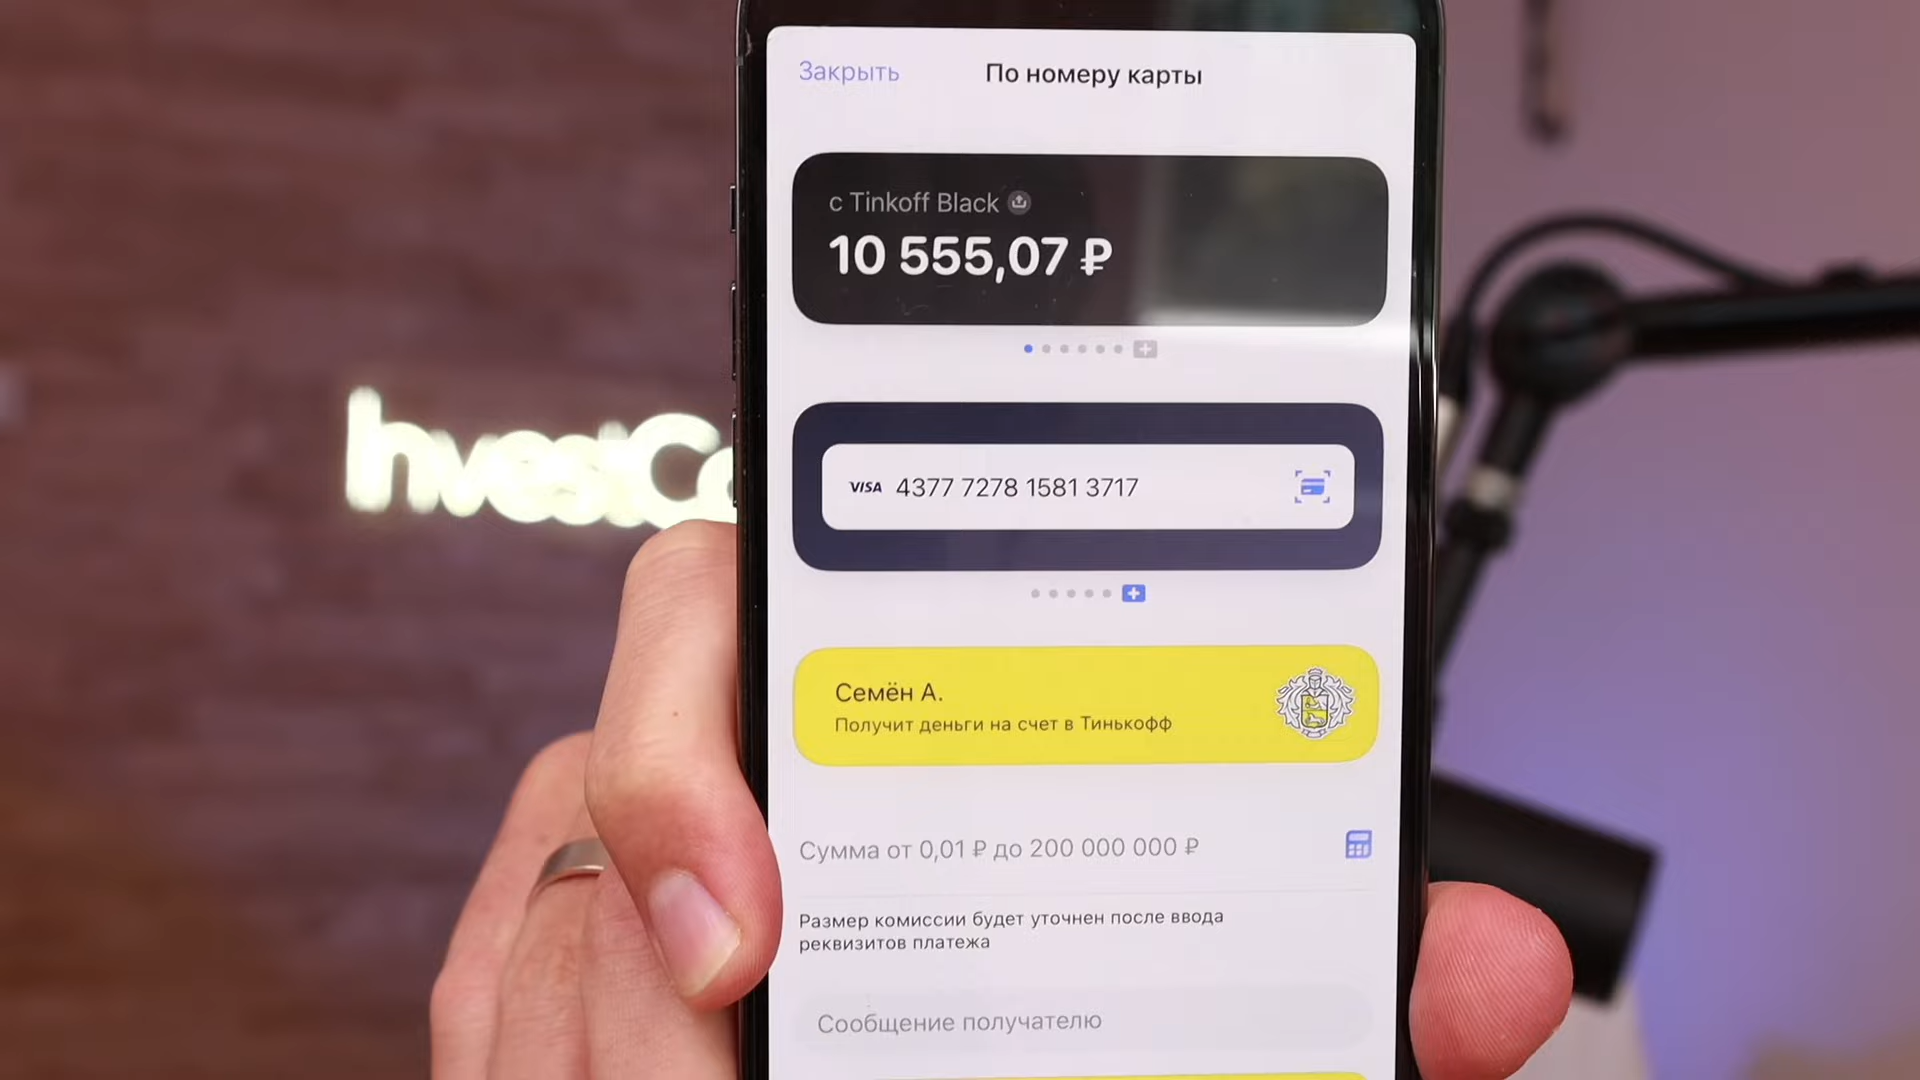 Закрыть
По номеру карты
с Tinkoff Black
10 555,07 ₽
VISA 4377 7278 1581 3717
Семён А.
Получит деньги на счет в Тинькофф
Сумма от 0,01 ₽ до 200 000 000 ₽
Размер комиссии будет уточнен после ввода
реквизитов платежа
Сообщение получателю
InvestCo